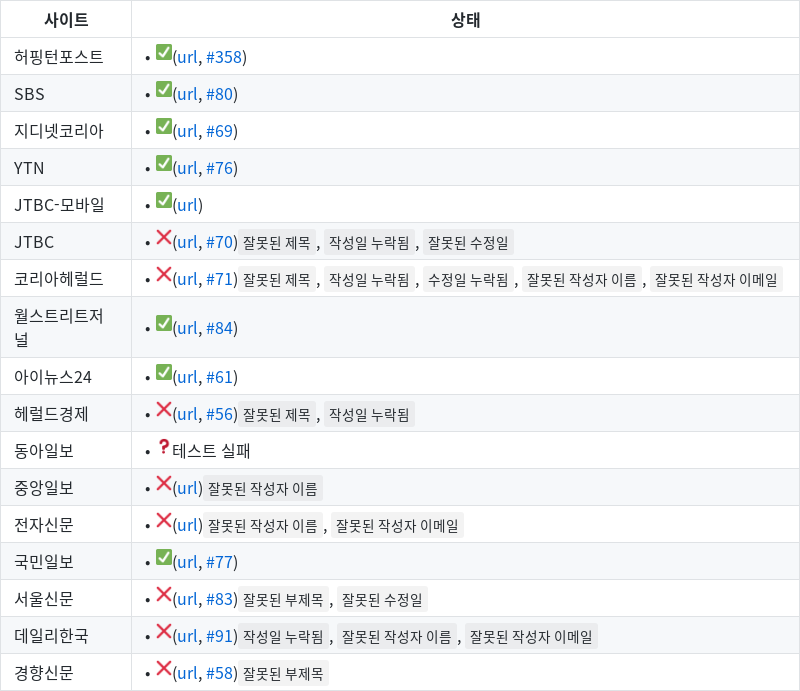 사이트 상태
허핑턴포스트 • ✅(url, #358)
SBS • ✅(url, #80)
지디넷코리아 • ✅(url, #69)
YTN • ✅(url, #76)
JTBC-모바일 • ✅(url)
JTBC • ❌(url, #70) 잘못된 제목 , 작성일 누락됨 , 잘못된 수정일
코리아헤럴드 • ❌(url, #71) 잘못된 제목 , 작성일 누락됨 , 수정일 누락됨 , 잘못된 작성자 이름 , 잘못된 작성자 이메일
월스트리트저
널 • ✅(url, #84)
아이뉴스24 • ✅(url, #61)
헤럴드경제 • ❌(url, #56) 잘못된 제목 , 작성일 누락됨
동아일보 • ❓테스트 실패
중앙일보 • ❌(url) 잘못된 작성자 이름
전자신문 • ❌(url) 잘못된 작성자 이름 , 잘못된 작성자 이메일
국민일보 • ✅(url, #77)
서울신문 • ❌(url, #83) 잘못된 부제목 , 잘못된 수정일
데일리한국 • ❌(url, #91) 작성일 누락됨 , 잘못된 작성자 이름 , 잘못된 작성자 이메일
경향신문 • ❌(url, #58) 잘못된 부제목